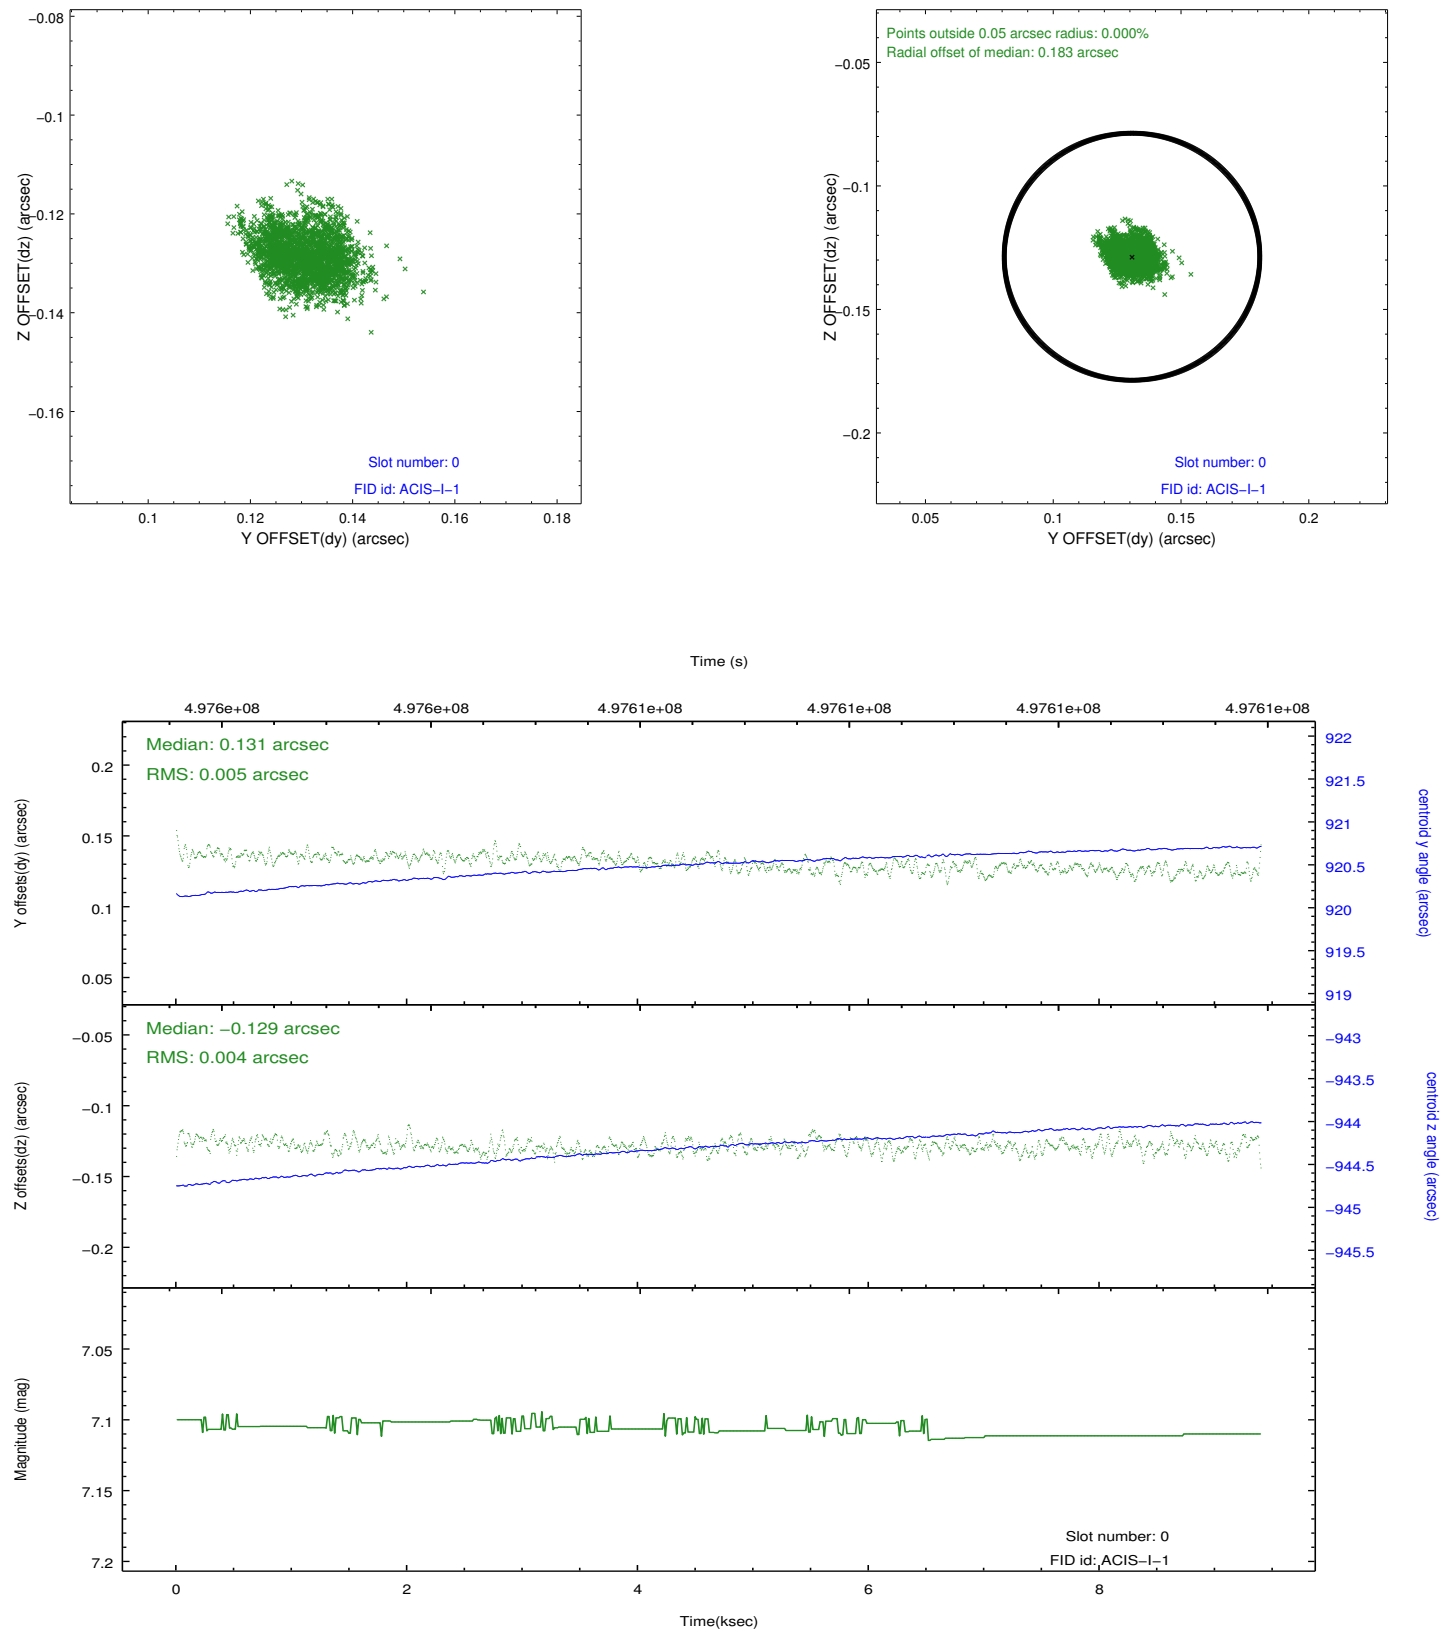 −0.08
−0.1
−0.12
−0.14
−0.16
Z OFFSET(dz) (arcsec)
Slot number: 0
FID id: ACIS−I−1
0.1 0.12 0.14 0.16 0.18
Y OFFSET(dy) (arcsec)
Points outside 0.05 arcsec radius: 0.000%
Radial offset of median: 0.183 arcsec
−0.05
−0.1
−0.15
−0.2
Z OFFSET(dz) (arcsec)
Slot number: 0
FID id: ACIS−I−1
0.05 0.1 0.15 0.2
Y OFFSET(dy) (arcsec)
Time (s)
4.976e+08 4.976e+08 4.9761e+08 4.9761e+08 4.9761e+08 4.9761e+08
Median: 0.131 arcsec
RMS: 0.005 arcsec
0.2
0.15
0.1
0.05
Y offsets(dy) (arcsec)
922
921.5
921
920.5
920
919.5
919
centroid y angle (arcsec)
Median: −0.129 arcsec
RMS: 0.004 arcsec
−0.05
−0.1
−0.15
−0.2
Z offsets(dz) (arcsec)
−943
−943.5
−944
−944.5
−945
−945.5
centroid z angle (arcsec)
7.05
7.1
7.15
7.2
Magnitude (mag)
Slot number: 0
FID id: ACIS−I−1
0 2 4 6 8
Time(ksec)